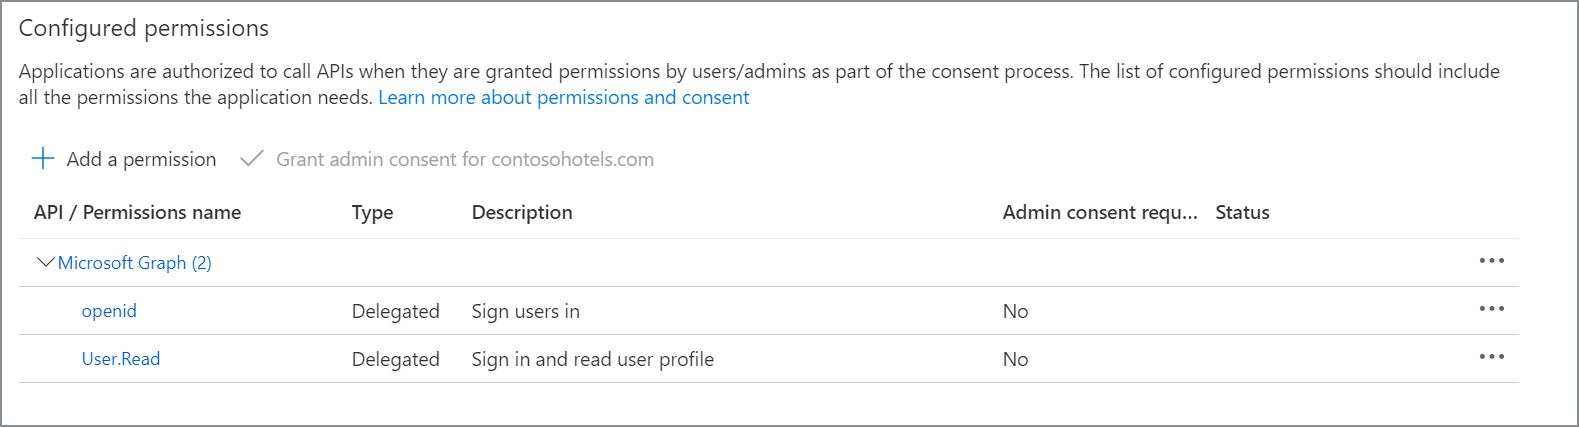 Configured permissions
Applications are authorized to call APIs when they are granted permissions by users/admins as part of the consent process. The list of configured permissions should include
all the permissions the application needs. Learn more about permissions and consent
Add a permission Grant admin consent for contosohotels.com
API / Permissions name Type Description Admin consent requ... Status
Microsoft Graph (2)
openid Delegated Sign users in No
User.Read Delegated Sign in and read user profile No